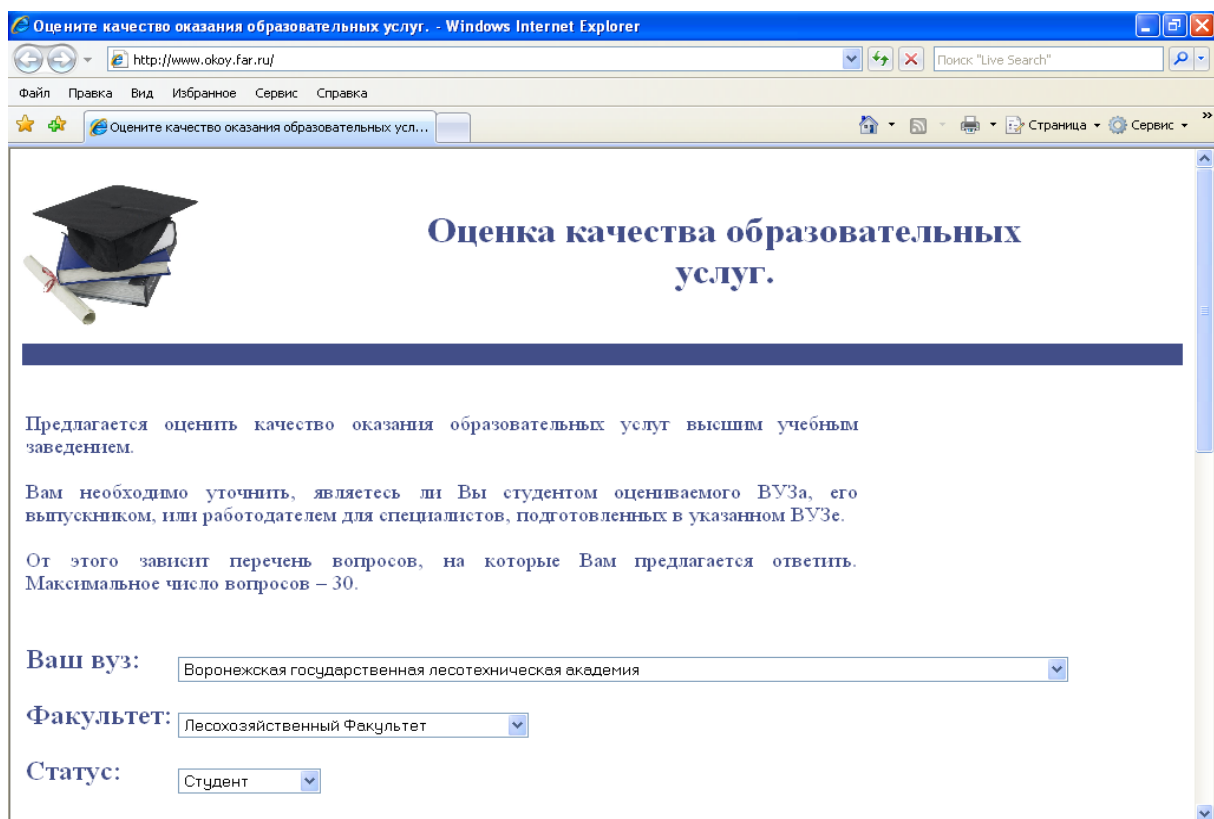 Оцените качество оказания образовательных услуг. - Windows Internet Explorer
http://www.okoy.far.ru/
Поиск "Live Search"
Файл Правка Вид Избранное Сервис Справка
Оцените качество оказания образовательных усл...
Страница Сервис »
Оценка качества образовательных
услуг.
Предлагается оценить качество оказания образовательных услуг высшим учебным
заведением.
Вам необходимо уточнить, являетесь ли Вы студентом оцениваемого ВУЗа, его
выпускником, или работодателем для специалистов, подготовленных в указанном ВУЗе.
От этого зависит перечень вопросов, на которые Вам предлагается ответить.
Максимальное число вопросов – 30.
Ваш вуз: Воронежская государственная лесотехническая академия
Факультет: Лесохозяйственный Факультет
Статус: Студент